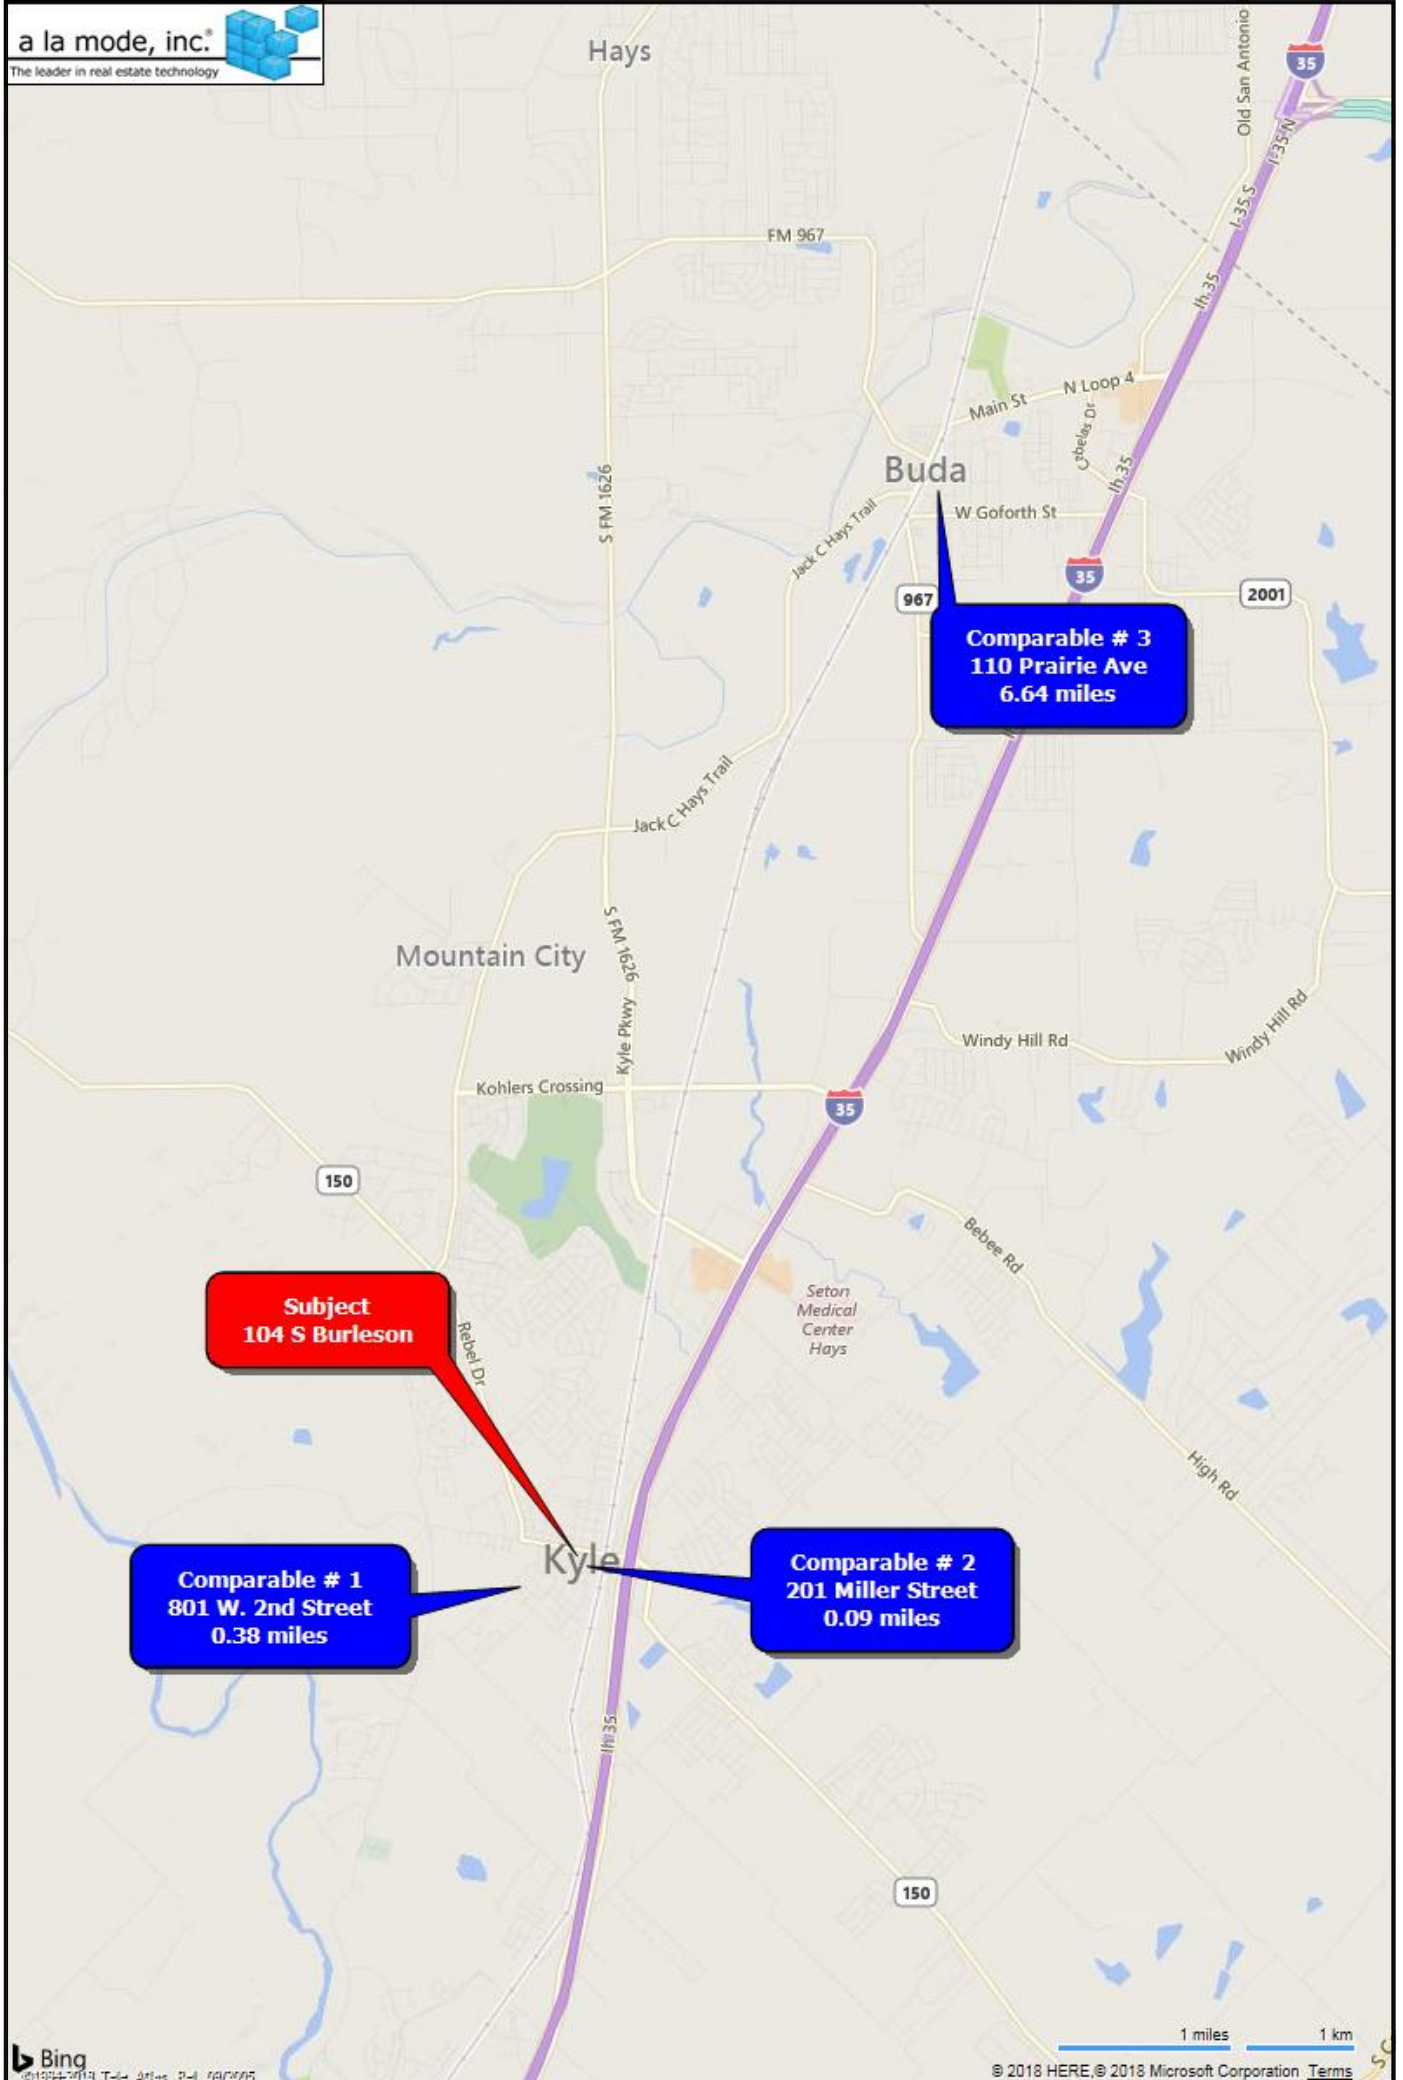 a la mode, inc.®
The leader in real estate technology
Hays
35
Old San Antonio
I-35 N
I-35 S
FM 967
Ih 35
N Loop 4
Main St
Cabelas Dr
Ih 35
Buda
S FM 1626
Jack C Hays Trail
W Goforth St
35
967
2001
Comparable # 3
110 Prairie Ave
6.64 miles
Jack C Hays Trail
S FM 1626
Mountain City
Kyle Pkwy
Windy Hill Rd
Windy Hill Rd
Kohlers Crossing
35
150
Bebee Rd
Subject
104 S Burleson
Seton
Medical
Center
Hays
Rebel Dr
High Rd
Kyle
Comparable # 1
801 W. 2nd Street
0.38 miles
Comparable # 2
201 Miller Street
0.09 miles
Ih 35
150
1 miles
1 km
Bing
© 2018 HERE,© 2018 Microsoft Corporation Terms